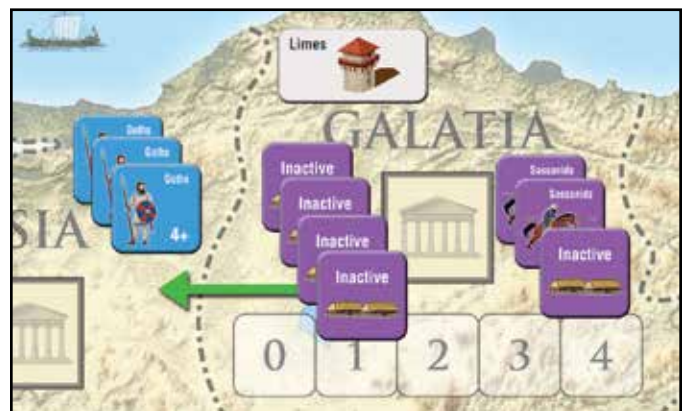 Limes
GALATIA
Goths
Goths
Goths
4+
SIA
Inactive
Inactive
Inactive
Inactive
Sassanids
Sassanids
Inactive
0 1 2 3 4